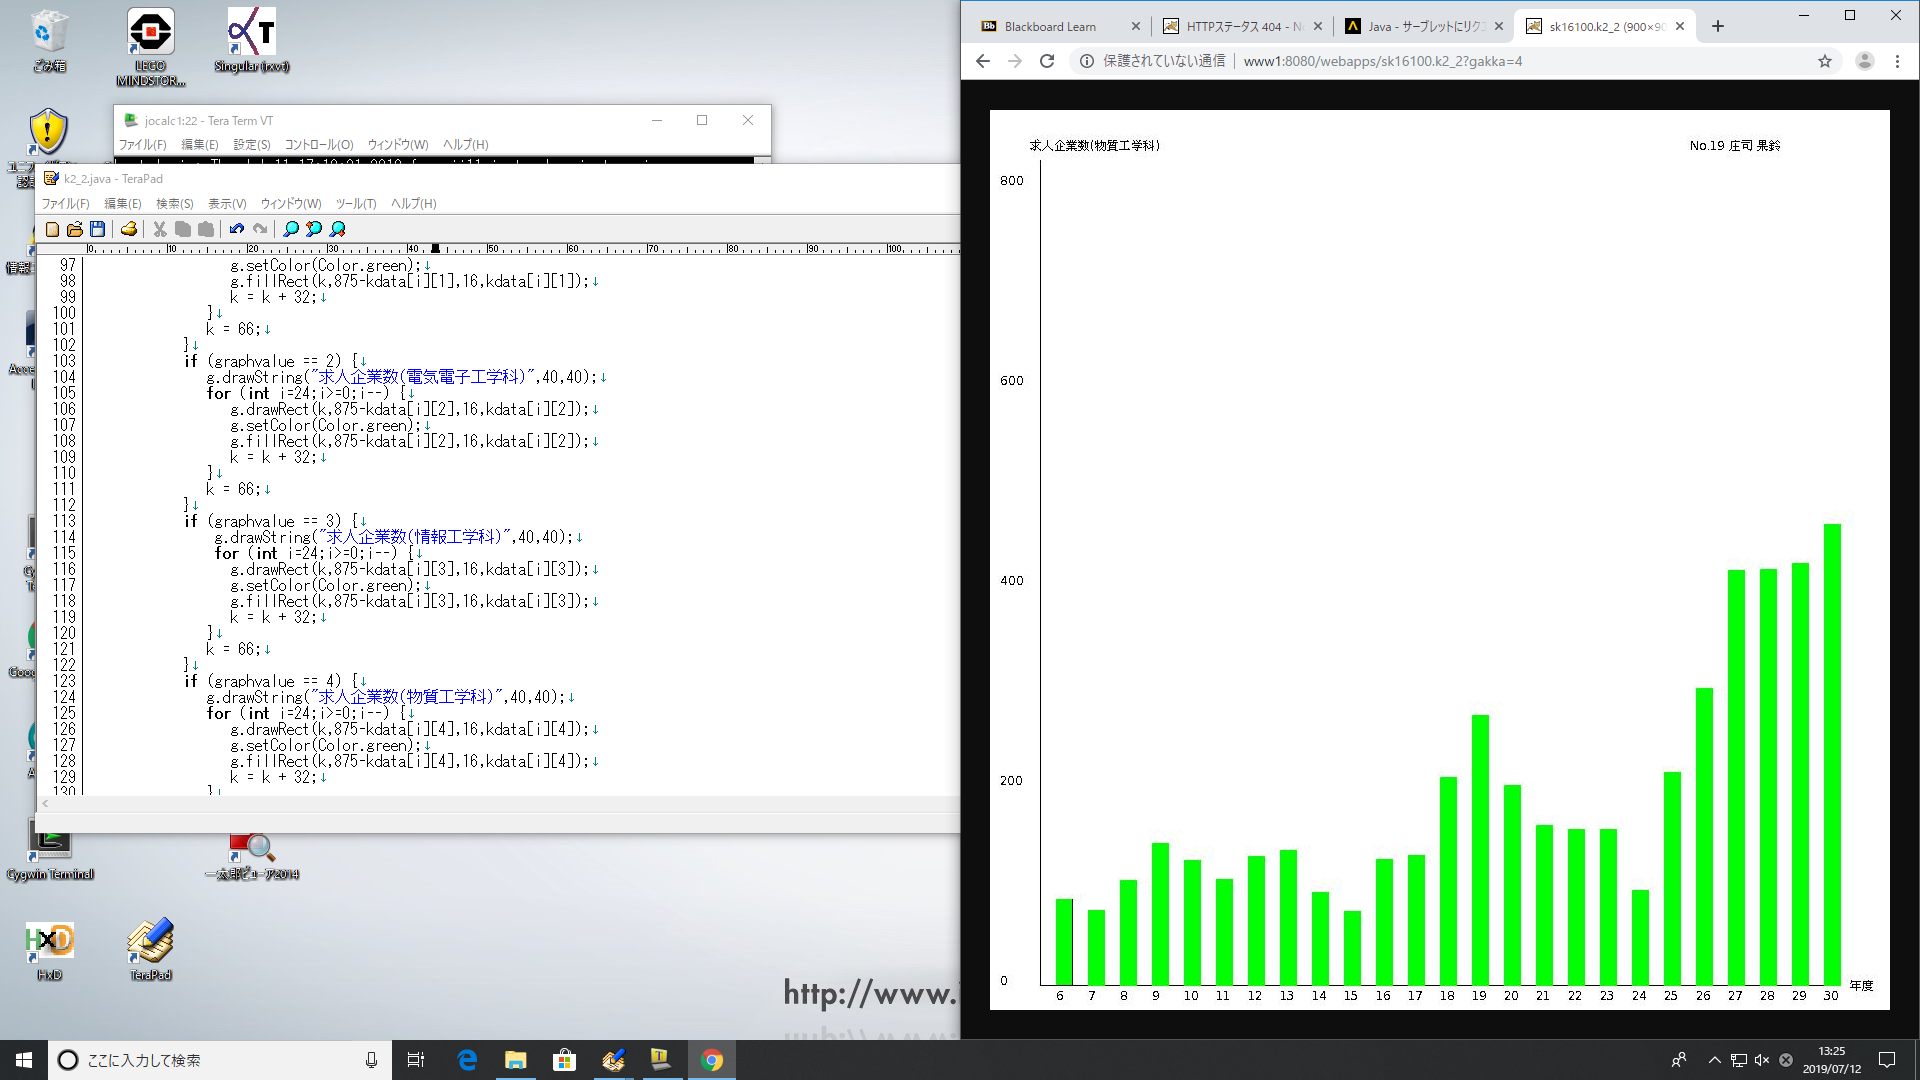 ごみ箱
LEGO
MINDSTOR...
Singular (rxvt)
jocalc1:22 - Tera Term VT
ファイル(F) 編集(E) 設定(S) コントロール(O) ウィンドウ(W) ヘルプ(H)
k2_2.java - TeraPad
ファイル(F) 編集(E) 検索(S) 表示(V) ウィンドウ(W) ツール(T) ヘルプ(H)
0 10 20 30 40 50 60 70 80 90 100
97 g.setColor(Color.green);↓
98 g.fillRect(k,875-kdata[i][1],16,kdata[i][1]);↓
99 k = k + 32;↓
100 }↓
101 k = 66;↓
102 }↓
103 if (graphvalue == 2) {↓
104 g.drawString("求人企業数(電気電子工学科)",40,40);↓
105 for (int i=24;i>=0;i--) {↓
106 g.drawRect(k,875-kdata[i][2],16,kdata[i][2]);↓
107 g.setColor(Color.green);↓
108 g.fillRect(k,875-kdata[i][2],16,kdata[i][2]);↓
109 k = k + 32;↓
110 }↓
111 k = 66;↓
112 }↓
113 if (graphvalue == 3) {↓
114 g.drawString("求人企業数(情報工学科)",40,40);↓
115 for (int i=24;i>=0;i--) {↓
116 g.drawRect(k,875-kdata[i][3],16,kdata[i][3]);↓
117 g.setColor(Color.green);↓
118 g.fillRect(k,875-kdata[i][3],16,kdata[i][3]);↓
119 k = k + 32;↓
120 }↓
121 k = 66;↓
122 }↓
123 if (graphvalue == 4) {↓
124 g.drawString("求人企業数(物質工学科)",40,40);↓
125 for (int i=24;i>=0;i--) {↓
126 g.drawRect(k,875-kdata[i][4],16,kdata[i][4]);↓
127 g.setColor(Color.green);↓
128 g.fillRect(k,875-kdata[i][4],16,kdata[i][4]);↓
129 k = k + 32;↓
130 }↓
Cygwin Terminal
一太郎ビューア2014
HxD
TeraPad
http://www.
Blackboard Learn
HTTPステータス 404 - N
Java - サーブレットにリク
sk16100.k2_2 (900×90
保護されていない通信 | www1:8080/webapps/sk16100.k2_2?gakka=4
求人企業数(物質工学科)
No.19 庄司 果鈴
800
600
400
200
0
6 7 8 9 10 11 12 13 14 15 16 17 18 19 20 21 22 23 24 25 26 27 28 29 30 年度
ここに入力して検索
13:25
2019/07/12